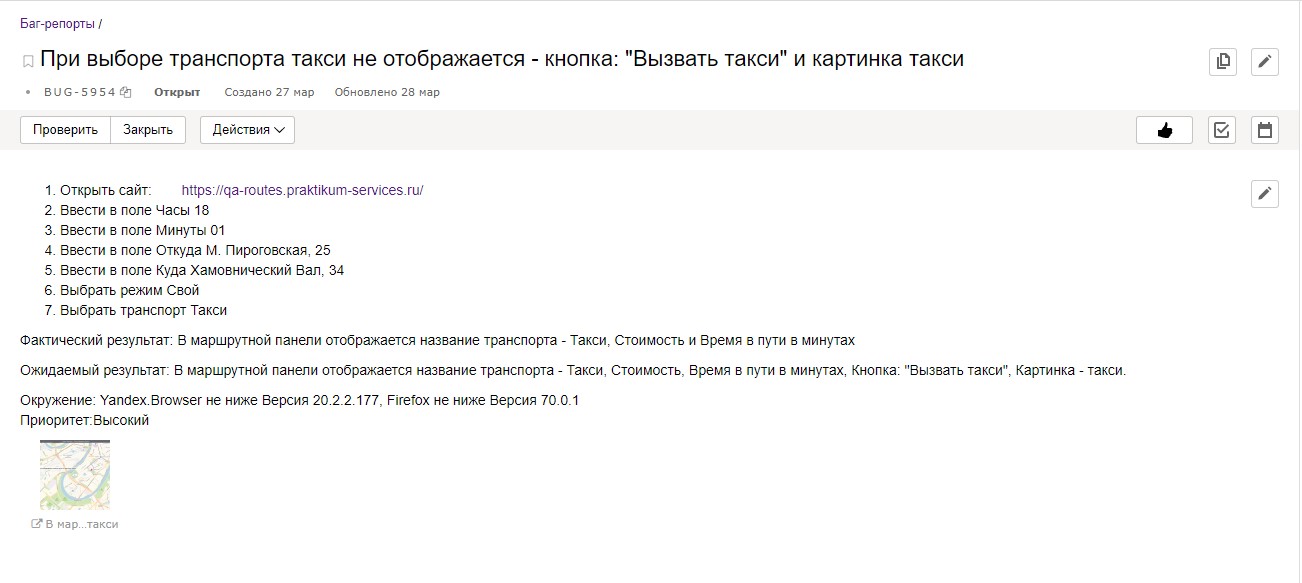 Баг-репорты /
При выборе транспорта такси не отображается - кнопка: "Вызвать такси" и картинка такси
BUG-5954 Открыт Создано 27 мар Обновлено 28 мар
Проверить Закрыть Действия
1. Открыть сайт: https://qa-routes.praktikum-services.ru/
2. Ввести в поле Часы 18
3. Ввести в поле Минуты 01
4. Ввести в поле Откуда М. Пироговская, 25
5. Ввести в поле Куда Хамовнический Вал, 34
6. Выбрать режим Свой
7. Выбрать транспорт Такси
Фактический результат: В маршрутной панели отображается название транспорта - Такси, Стоимость и Время в пути в минутах
Ожидаемый результат: В маршрутной панели отображается название транспорта - Такси, Стоимость, Время в пути в минутах, Кнопка: "Вызвать такси", Картинка - такси.
Окружение: Yandex.Browser не ниже Версия 20.2.2.177, Firefox не ниже Версия 70.0.1
Приоритет:Высокий
В мар...такси